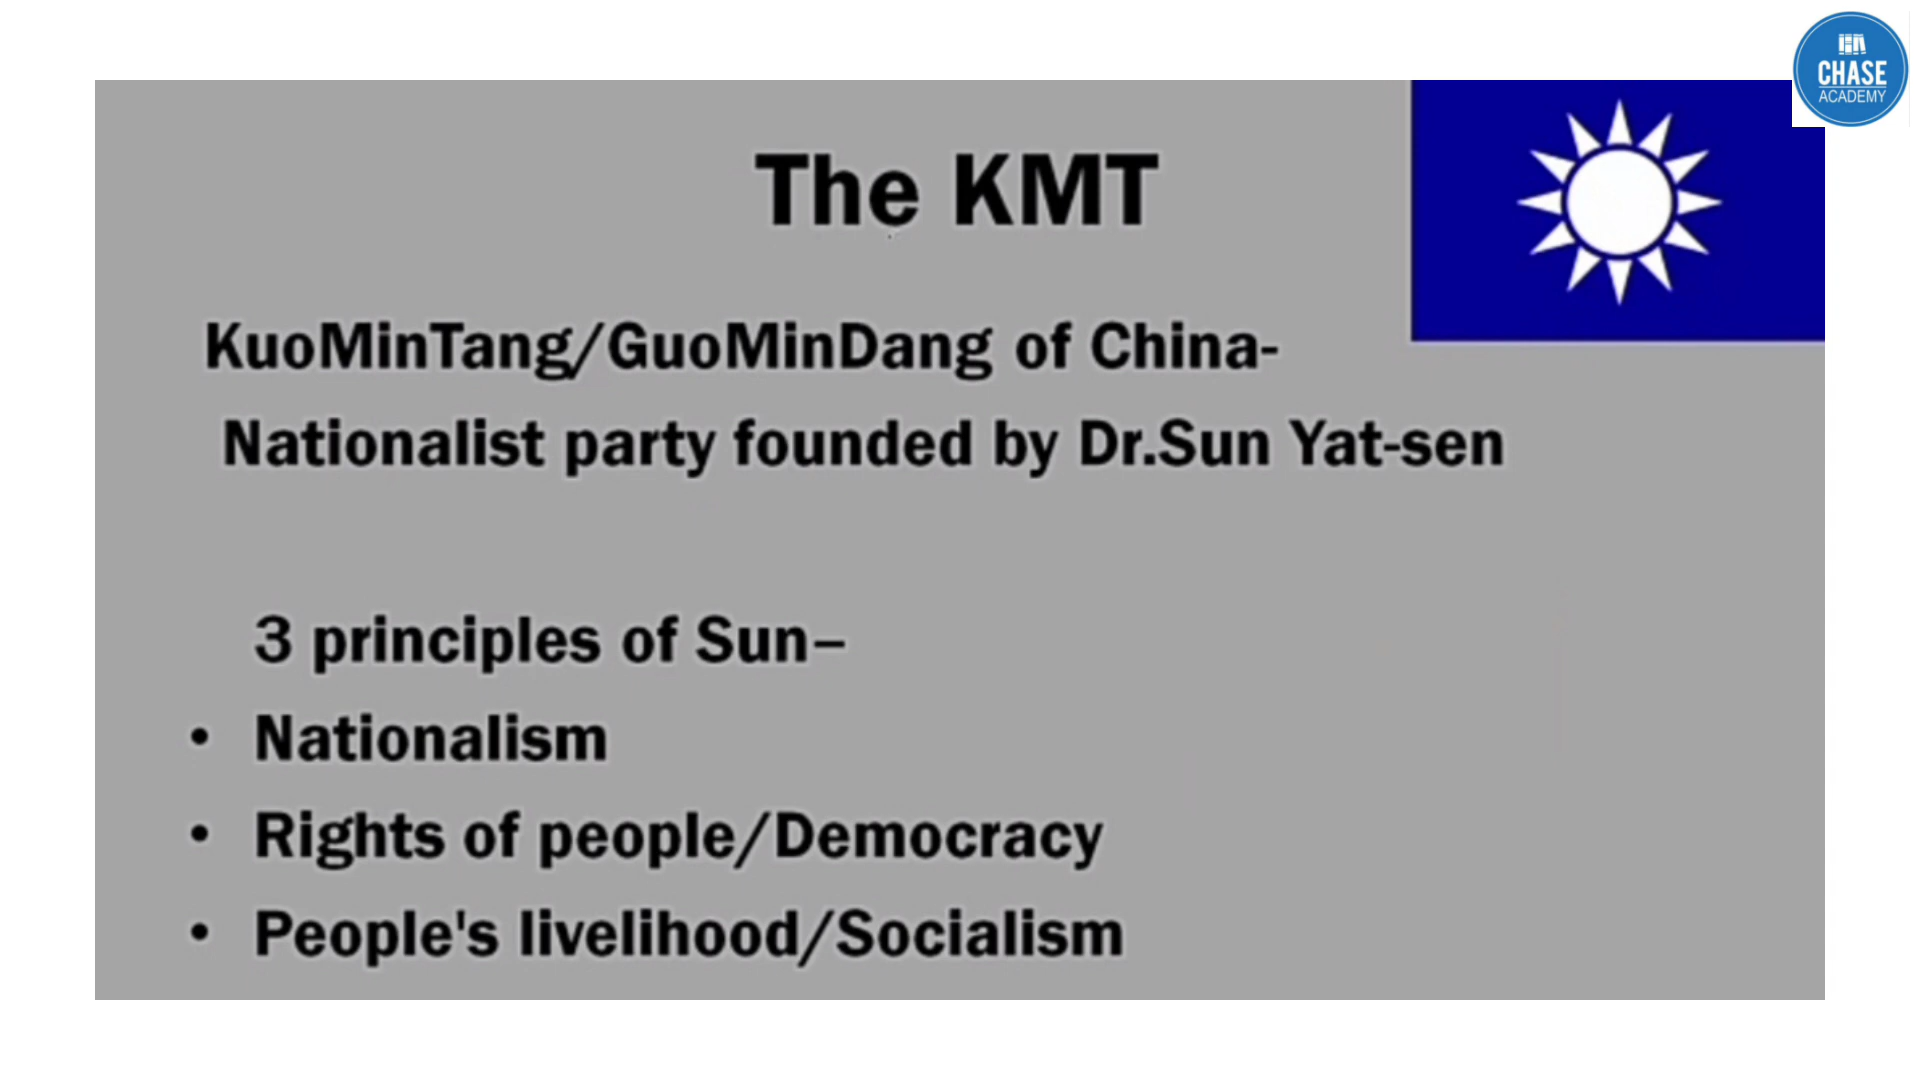 CHASE
ACADEMY
The KMT
KuoMinTang/GuoMinDang of China-
Nationalist party founded by Dr.Sun Yat-sen
3 principles of Sun–
• Nationalism
• Rights of people/Democracy
• People's livelihood/Socialism